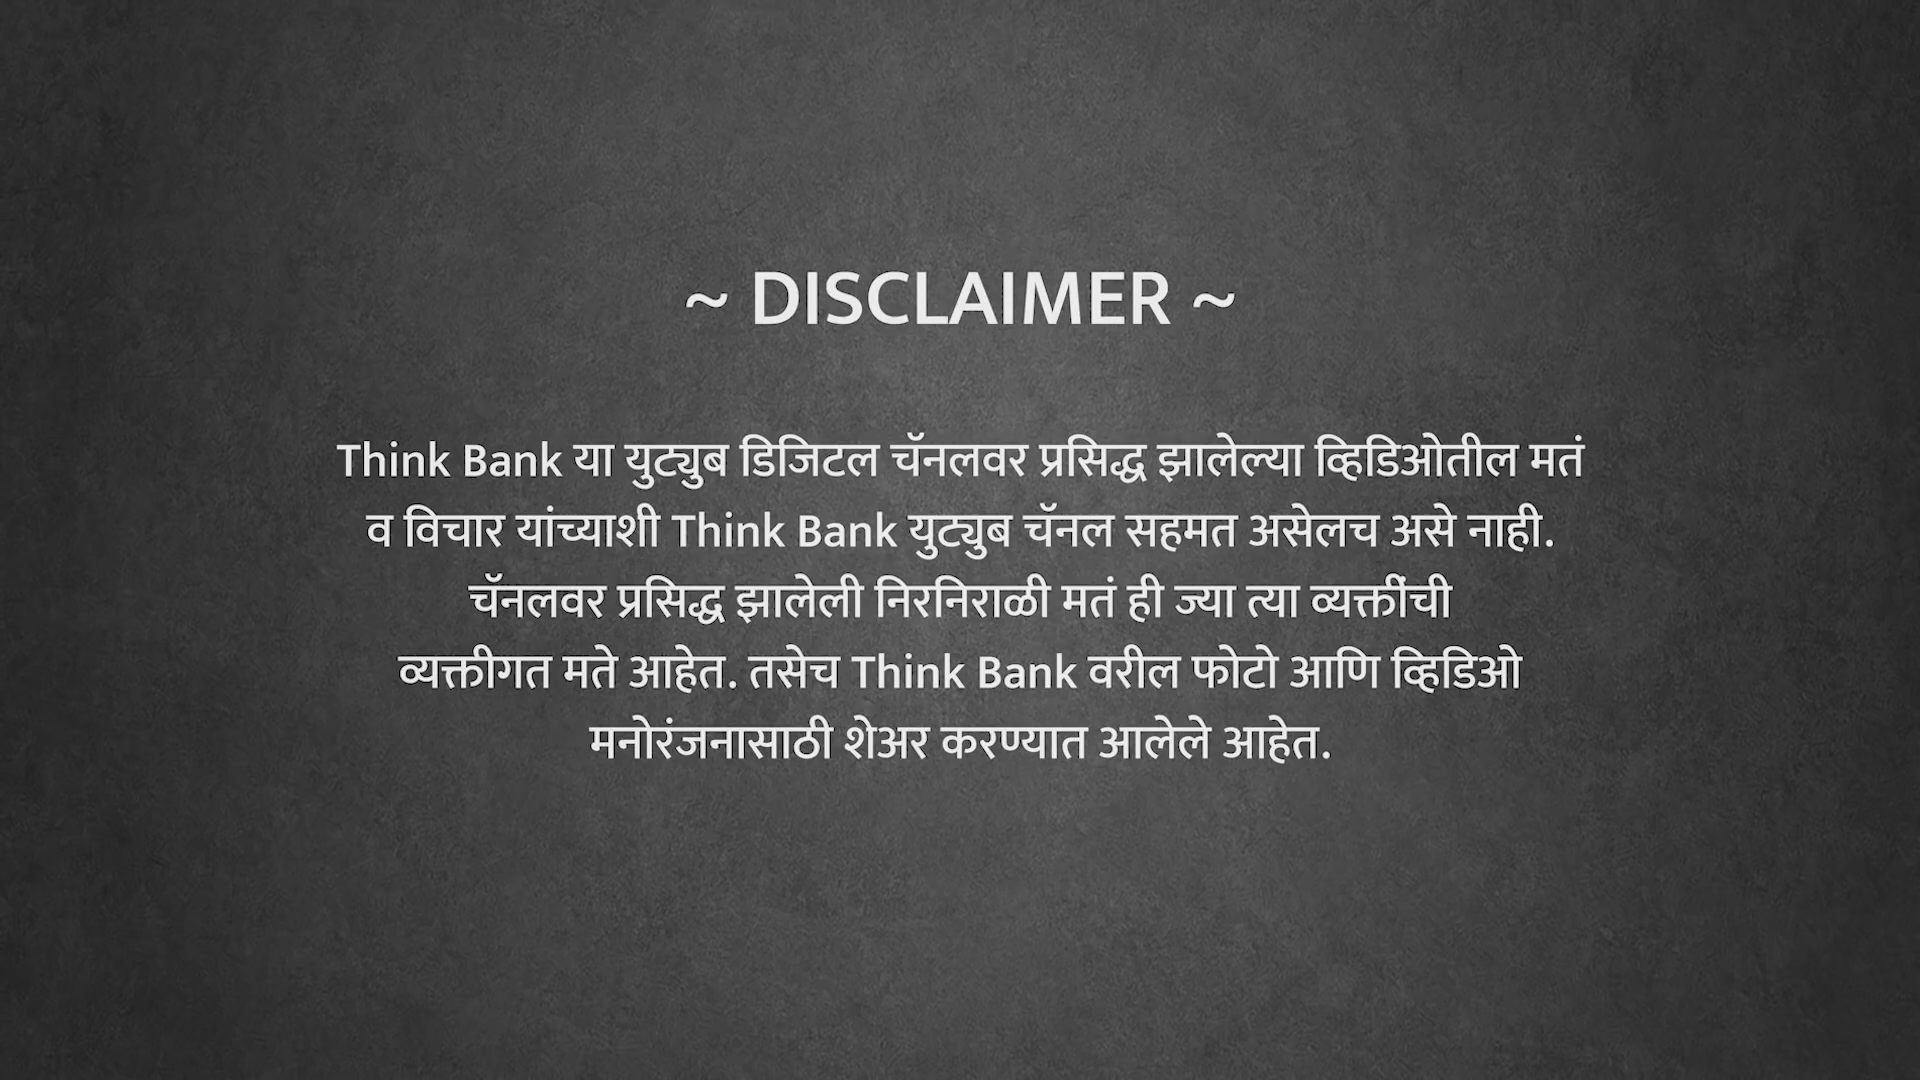 ~ DISCLAIMER ~
Think Bank या युट्युब डिजिटल चॅनलवर प्रसिद्ध झालेल्या व्हिडिओतील मतं
व विचार यांच्याशी Think Bank युट्युब चॅनल सहमत असेलच असे नाही.
चॅनलवर प्रसिद्ध झालेली निरनिराळी मतं ही ज्या त्या व्यक्तींची
व्यक्तीगत मते आहेत. तसेच Think Bank वरील फोटो आणि व्हिडिओ
मनोरंजनासाठी शेअर करण्यात आलेले आहेत.